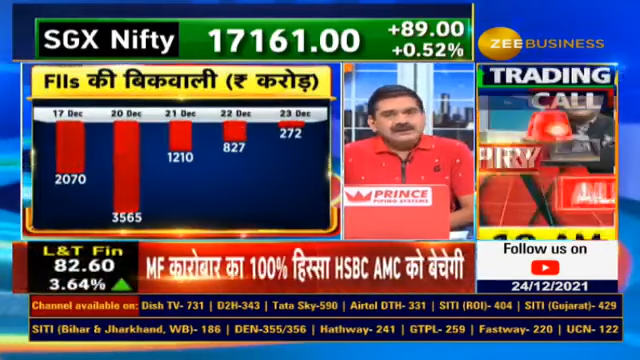 SGX Nifty
17161.00
+89.00
+0.52%
ZEE BUSINESS
FIIs की बिकवाली (₹ करोड़)
17 Dec 20 Dec 21 Dec 22 Dec 23 Dec
2070 3565 1210 827 272
PRINCE
PIPING SYSTEMS
TRADING
CALL
L&T Fin
82.60
3.64%
MF कारोबार का 100% हिस्सा HSBC AMC को बेचेगी
Follow us on
24/12/2021
Channel available on: Dish TV- 731 | D2H-343 | Tata Sky-590 | Airtel DTH- 331 | SITI (ROI)- 404 | SITI (Gujarat)- 429
SITI (Bihar & Jharkhand, WB)- 186 | DEN-355/356 | Hathway- 241 | GTPL- 259 | Fastway- 220 | UCN- 122